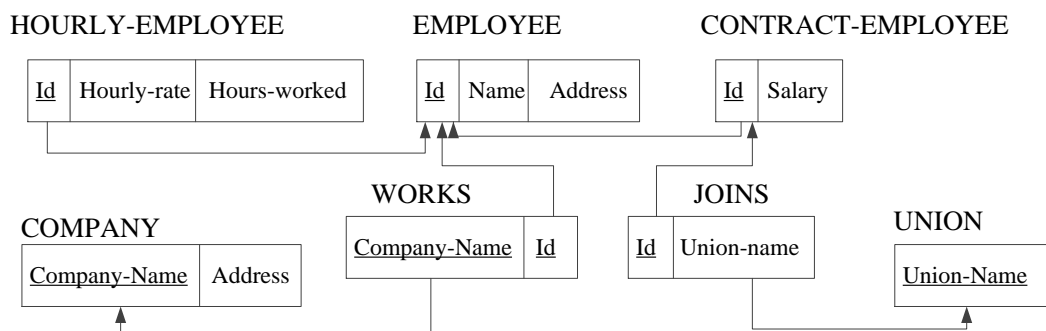 HOURLY-EMPLOYEE EMPLOYEE CONTRACT-EMPLOYEE
Id Hourly-rate Hours-worked Id Name Address Id Salary
WORKS JOINS
COMPANY UNION
Company-Name Id Id Union-name
Company-Name Address Union-Name